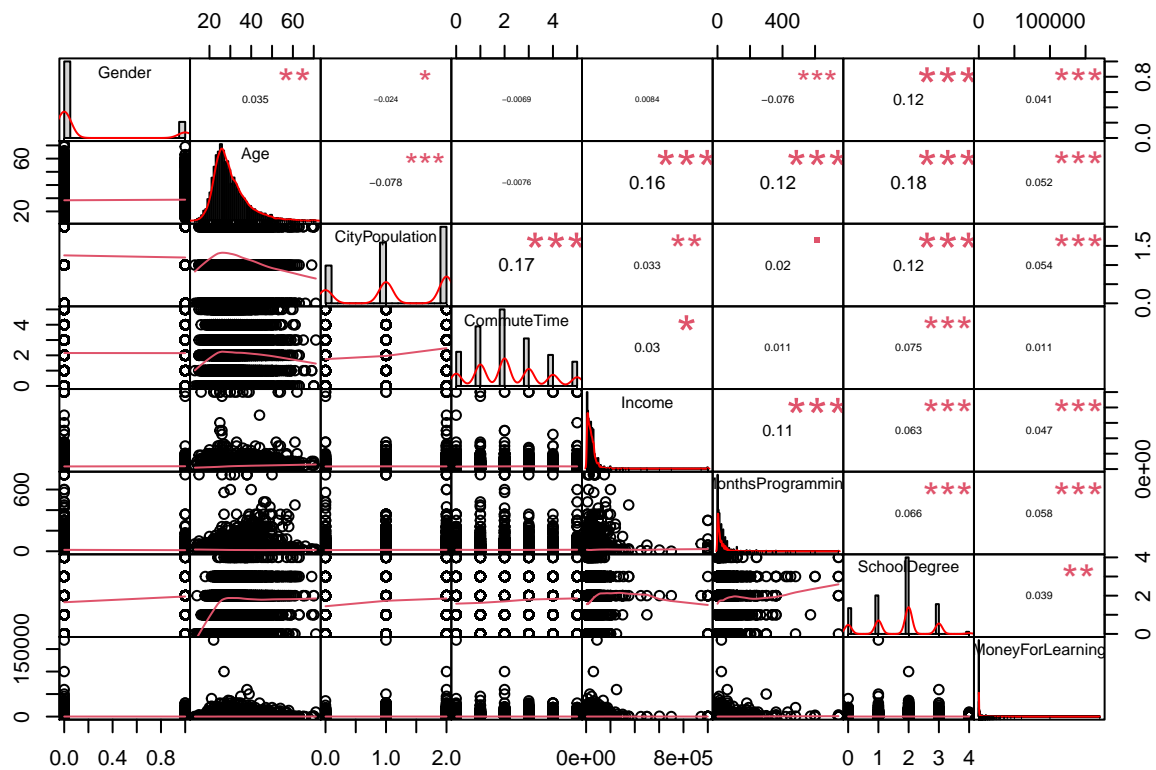 20 40 60 0 2 4 0 400 0 100000
Gender ** * *** *** ***
0.035 −0.024 −0.0069 0.0084 −0.076 0.12 0.041
0.0 0.8
20 60
Age *** *** *** *** ***
−0.078 −0.0076 0.16 0.12 0.18 0.052
CityPopulation *** ** *** ***
0.17 0.033 0.02 0.12 0.054
0.0 1.5
0 2 4
CommuteTime * ***
0.03 0.011 0.075 0.011
Income *** *** ***
0.11 0.063 0.047
0e+00
0 600
onthsProgrammin *** ***
0.066 0.058
SchoolDegree **
0.039
0 2 4
0 150000
MoneyForLearning
0.0 0.4 0.8 0.0 1.0 2.0 0e+00 8e+05 0 1 2 3 4